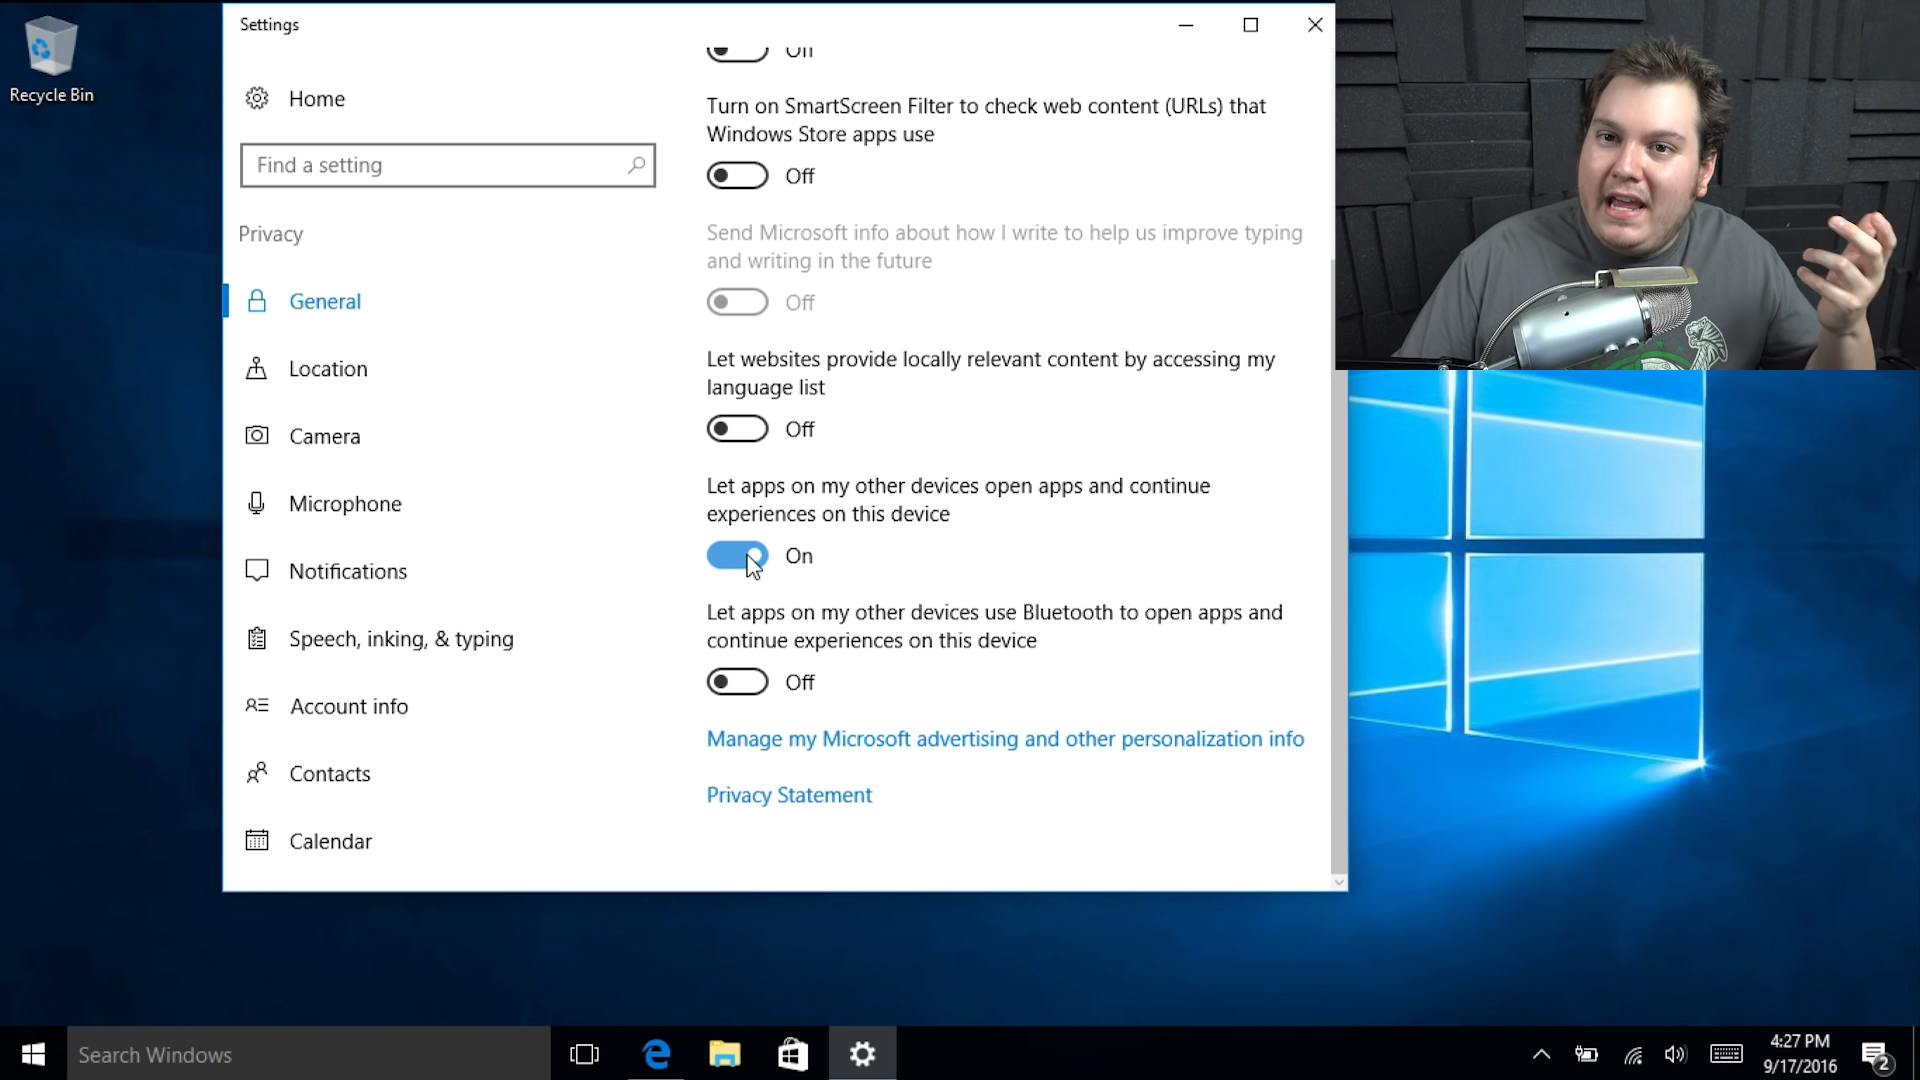 Settings
Recycle Bin
Home
Find a setting
Privacy
General
Location
Camera
Microphone
Notifications
Speech, inking, & typing
Account info
Contacts
Calendar
Off
Turn on SmartScreen Filter to check web content (URLs) that
Windows Store apps use
Off
Send Microsoft info about how I write to help us improve typing
and writing in the future
Off
Let websites provide locally relevant content by accessing my
language list
Off
Let apps on my other devices open apps and continue
experiences on this device
On
Let apps on my other devices use Bluetooth to open apps and
continue experiences on this device
Off
Manage my Microsoft advertising and other personalization info
Privacy Statement
Search Windows
4:27 PM
9/17/2016
2